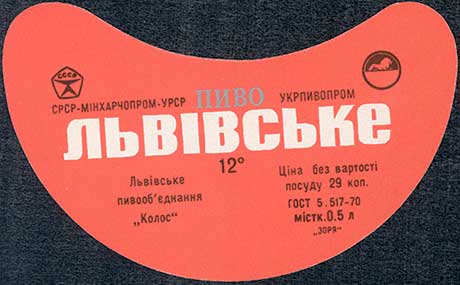 СССР
СРСР-МІНХАРЧОПРОМ-УРСР ПИВО УКРПИВОПРОМ
ЛЬВІВСЬКЕ
12°
Львівське
пивооб'єднання
„Колос"
Ціна без вартості
посуду 29 коп.
ГОСТ 5.517-70
містк. 0.5 л
„ЗОРЯ"